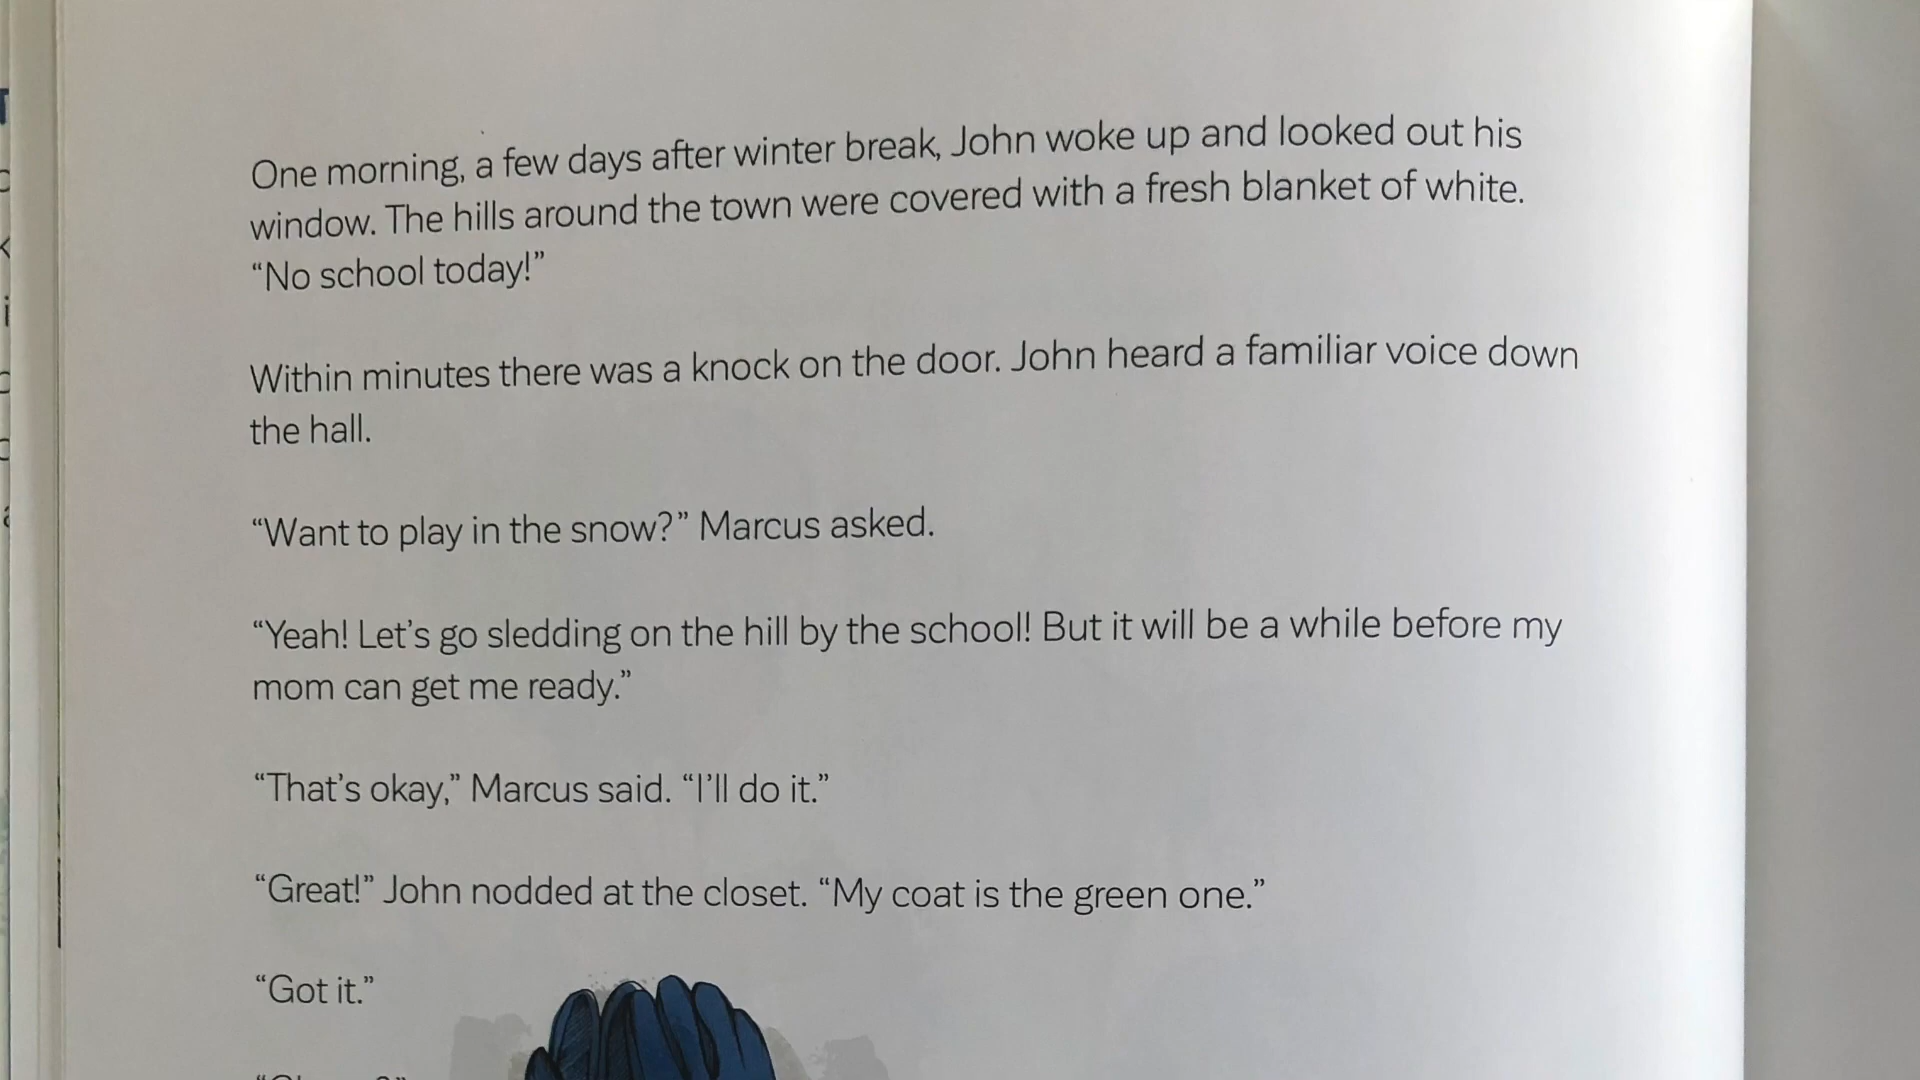 One morning, a few days after winter break, John woke up and looked out his
window. The hills around the town were covered with a fresh blanket of white.
“No school today!”
Within minutes there was a knock on the door. John heard a familiar voice down
the hall.
“Want to play in the snow?” Marcus asked.
“Yeah! Let’s go sledding on the hill by the school! But it will be a while before my
mom can get me ready.”
“That’s okay,” Marcus said. “I’ll do it.”
“Great!” John nodded at the closet. “My coat is the green one.”
“Got it.”